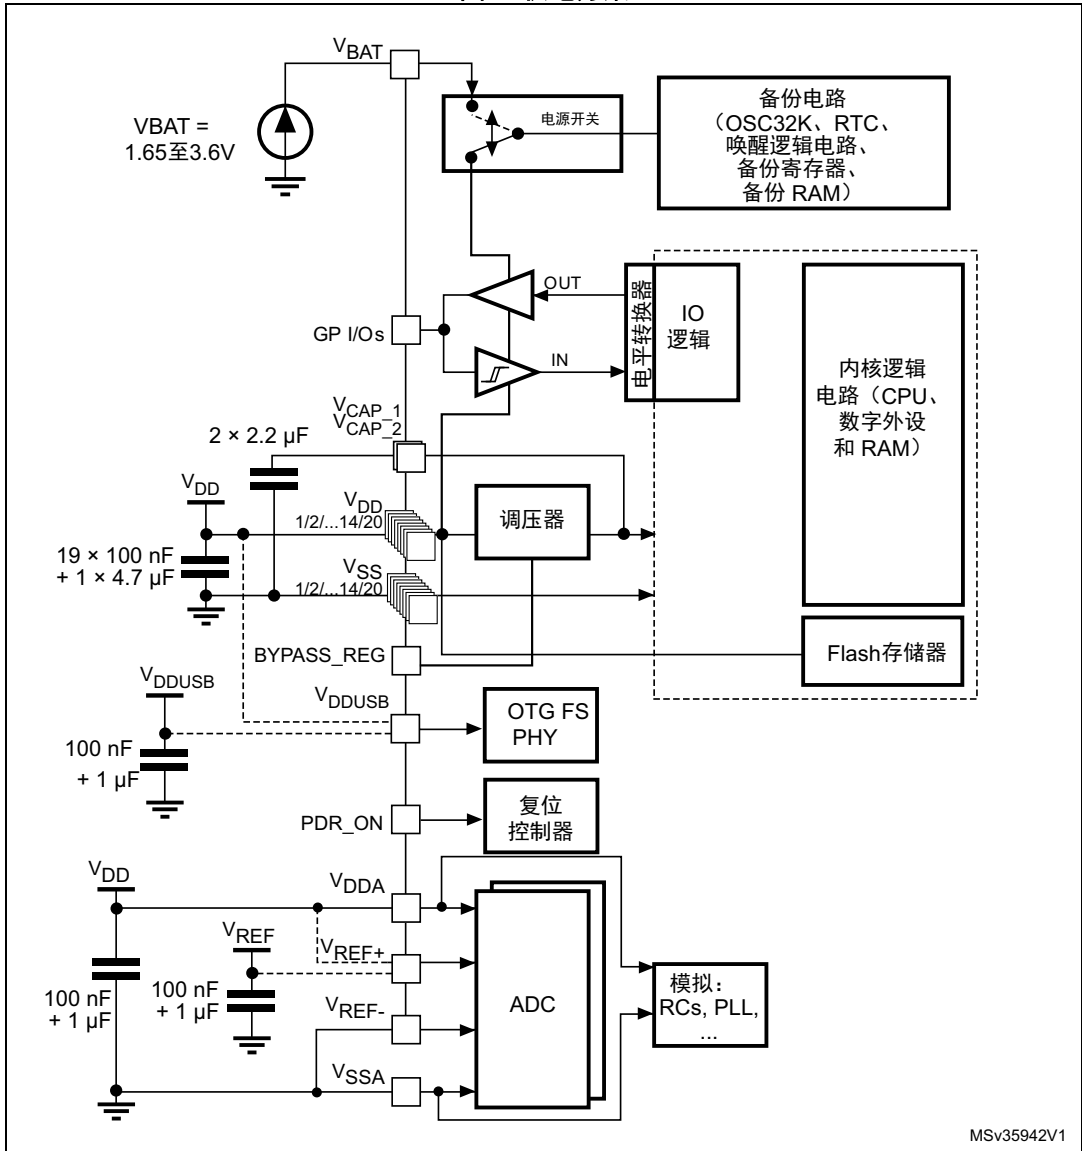 VBAT
VBAT =
1.65至3.6V
电源开关
备份电路
（OSC32K、RTC、
唤醒逻辑电路、
备份寄存器、
备份 RAM）
OUT
IN
GP I/Os
电平转换器
IO
逻辑
内核逻辑
电路（CPU、
数字外设
和 RAM）
VCAP_1
VCAP_2
2 × 2.2 μF
VDD
VDD
1/2/...14/20
调压器
19 × 100 nF
+ 1 × 4.7 μF
VSS
1/2/...14/20
BYPASS_REG
Flash存储器
VDDUSB
VDDUSB
OTG FS
PHY
100 nF
+ 1 μF
PDR_ON
复位
控制器
VDD
VDDA
VREF
VREF+
100 nF
+ 1 μF
100 nF
+ 1 μF
VREF-
ADC
模拟：
RCs, PLL,
...
VSSA
MSv35942V1